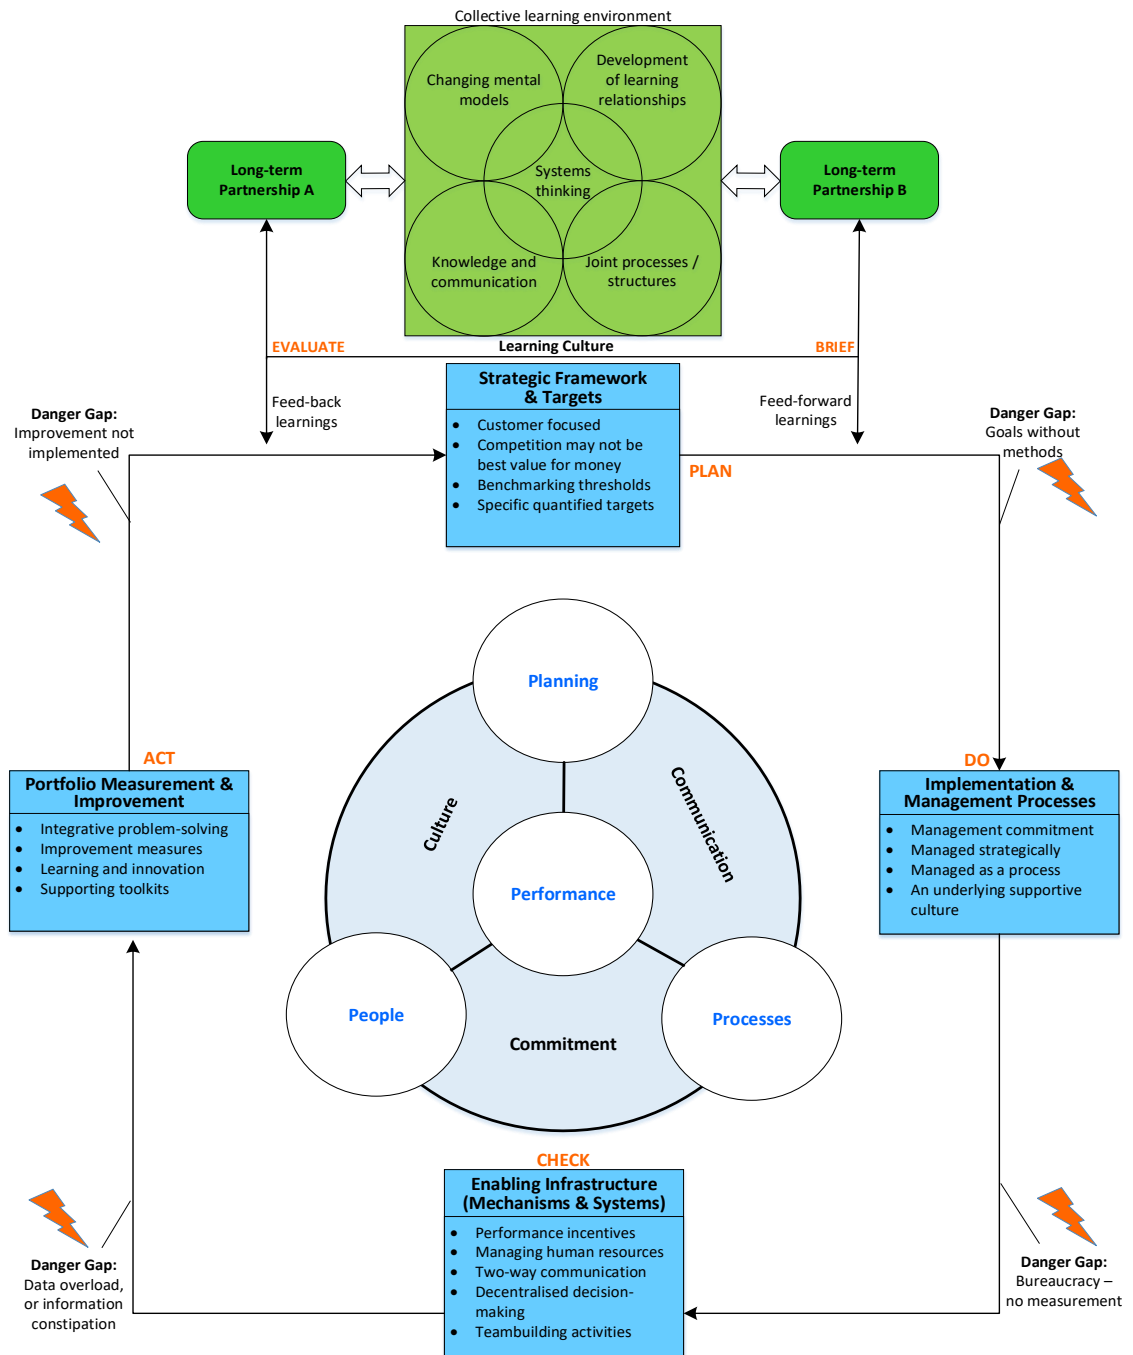 Collective learning environment
Changing mental
models
Development
of learning
relationships
Systems
thinking
Knowledge and
communication
Joint processes /
structures
Long-term
Partnership A
Long-term
Partnership B
EVALUATE
Learning Culture
BRIEF
Feed-back
learnings
Feed-forward
learnings
Danger Gap:
Improvement not
implemented
Strategic Framework
& Targets
• Customer focused
• Competition may not be
best value for money
• Benchmarking thresholds
• Specific quantified targets
PLAN
Danger Gap:
Goals without
methods
Planning
Culture
Communication
Performance
People
Processes
Commitment
ACT
Portfolio Measurement &
Improvement
• Integrative problem-solving
• Improvement measures
• Learning and innovation
• Supporting toolkits
DO
Implementation &
Management Processes
• Management commitment
• Managed strategically
• Managed as a process
• An underlying supportive
culture
CHECK
Enabling Infrastructure
(Mechanisms & Systems)
• Performance incentives
• Managing human resources
• Two-way communication
• Decentralised decision-
making
• Teambuilding activities
Danger Gap:
Data overload,
or information
constipation
Danger Gap:
Bureaucracy –
no measurement